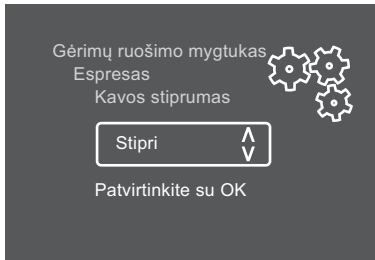 Gėrimų ruošimo mygtukas
Espresas
Kavos stiprumas
Stipri
Patvirtinkite su OK